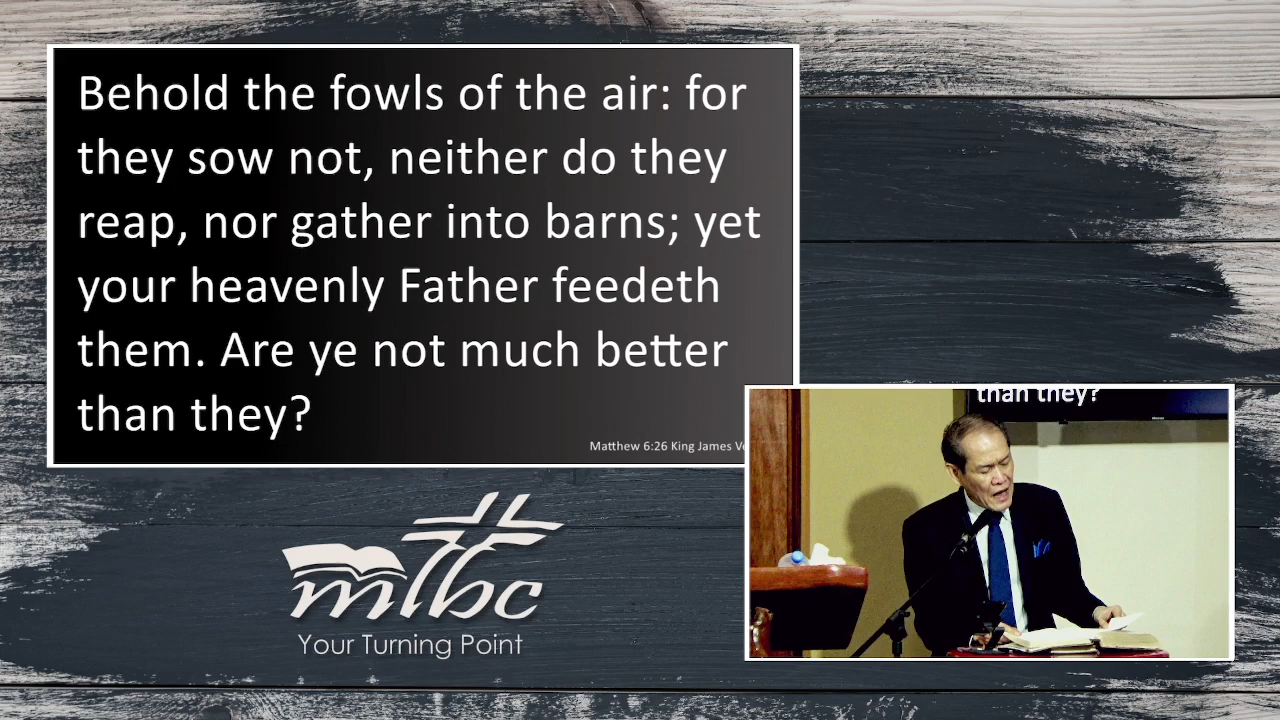 Behold the fowls of the air: for
they sow not, neither do they
reap, nor gather into barns; yet
your heavenly Father feedeth
them. Are ye not much better
than they?
Matthew 6:26 King James Ve
than they?
mtbc
Your Turning Point